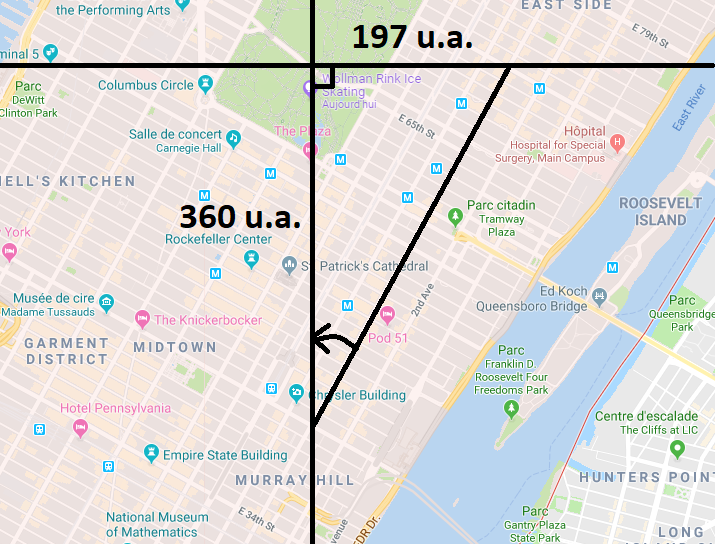 the Performing Arts
EAST SIDE
197 u.a.
E 79th St
minal 5
Columbus Circle
Wollman Rink Ice
Skating
Aujourd'hui
Parc
DeWitt
Clinton Park
East River
E 65th St
Salle de concert
Carnegie Hall
The Plaza
Hôpital
Hospital for Special
Surgery, Main Campus
HELL'S KITCHEN
360 u.a.
Parc citadin
Tramway
Plaza
ROOSEVELT
ISLAND
York
Rockefeller Center
St. Patrick's Cathedral
2nd Ave
Ed Koch
Queensboro Bridge
Musée de cire
Madame Tussauds
The Knickerbocker
Pod 51
Parc
Queensbridge
Park
GARMENT
DISTRICT
MIDTOWN
Parc
Franklin D.
Roosevelt Four
Freedoms Park
Chrysler Building
Hotel Pennsylvania
Centre d'escalade
The Cliffs at LIC
Empire State Building
MURRAY HILL
HUNTERS POINT
E 34th St
National Museum
of Mathematics
venue
FDR Dr.
Parc
Gantry Plaza
State Park
LONG
M
M
M
M
M
M
M
M
M
M